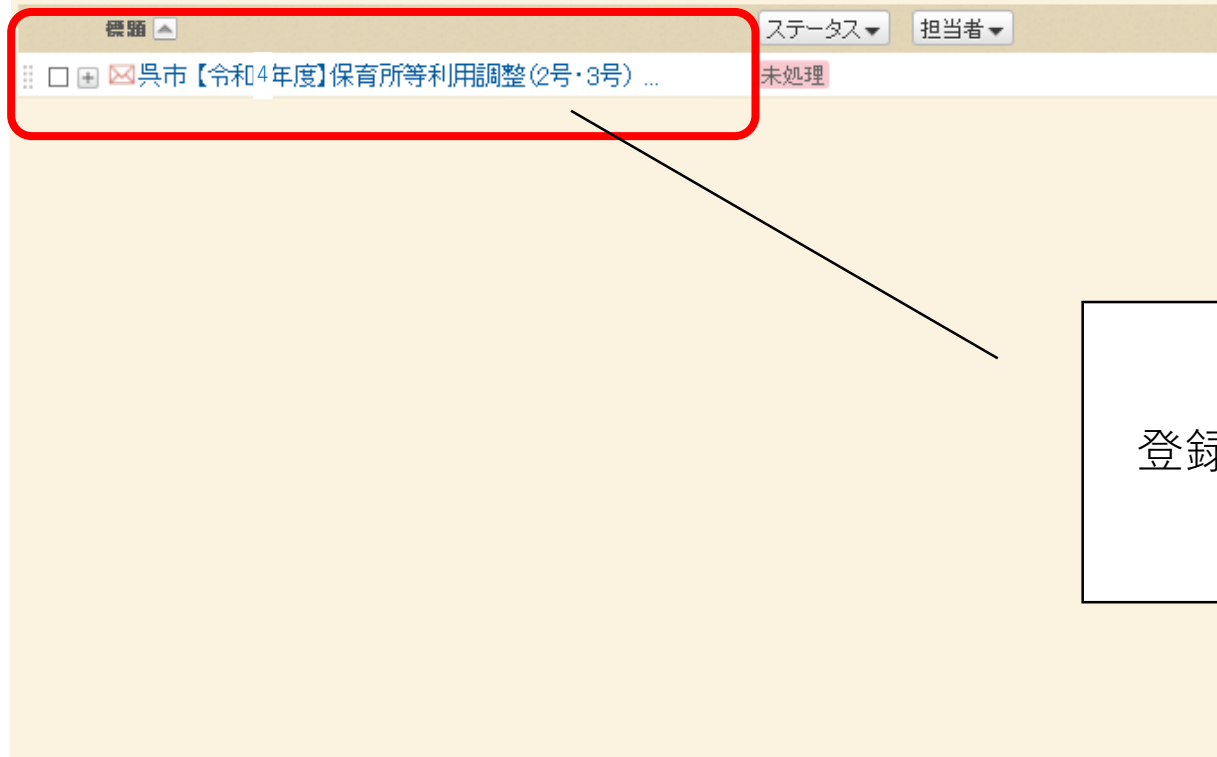 標題 ステータス▼ 担当者▼
呉市【令和4年度】保育所等利用調整(2号・3号) ... 未処理
登録